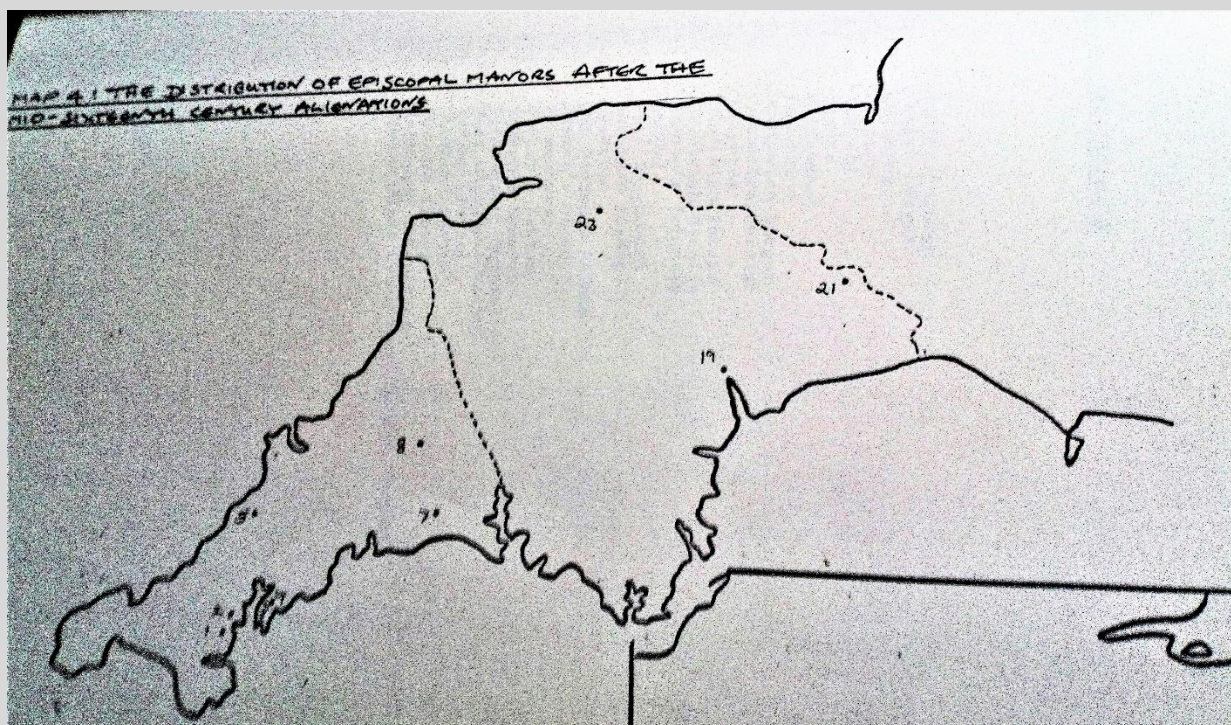 MAP 4: THE DISTRIBUTION OF EPISCOPAL MANORS AFTER THE
MID-SIXTEENTH CENTURY ALIENATIONS
23
21
19
8